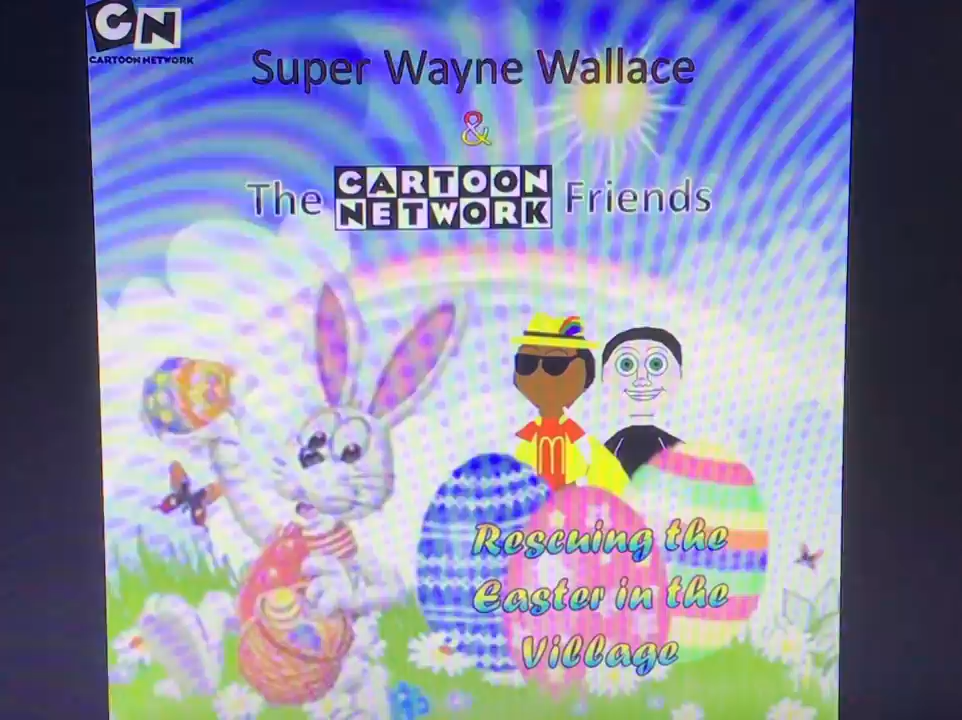 CN
CARTOON NETWORK
Super Wayne Wallace
&
The CARTOON NETWORK Friends
m
Rescuing the
Easter in the
Village